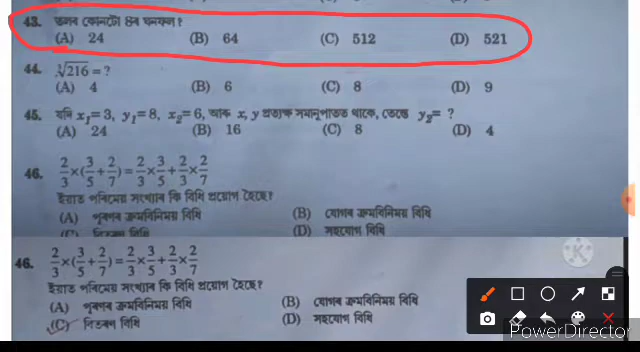 43. তলৰ কোনটো 8ৰ ঘনফল?
(A) 24 (B) 64 (C) 512 (D) 521
44. ∛216 = ?
(A) 4 (B) 6 (C) 8 (D) 9
45. যদি x₁= 3, y₁= 8, x₂= 6, আৰু x, y প্ৰত্যক্ষ সমানুপাতত থাকে, তেন্তে y₂= ?
(A) 24 (B) 16 (C) 8 (D) 4
46. 2/3 × (3/5 + 2/7) = 2/3 × 3/5 + 2/3 × 2/7
ইয়াত পৰিমেয় সংখ্যাৰ কি বিধি প্ৰয়োগ হৈছে?
(A) পূৰণৰ ক্ৰমবিনিময় বিধি (B) যোগৰ ক্ৰমবিনিময় বিধি
(C) বিতৰণ বিধি (D) সহযোগ বিধি
46. 2/3 × (3/5 + 2/7) = 2/3 × 3/5 + 2/3 × 2/7
ইয়াত পৰিমেয় সংখ্যাৰ কি বিধি প্ৰয়োগ হৈছে?
(A) পূৰণৰ ক্ৰমবিনিময় বিধি (B) যোগৰ ক্ৰমবিনিময় বিধি
(C) বিতৰণ বিধি (D) সহযোগ বিধি
K
PowerDirector